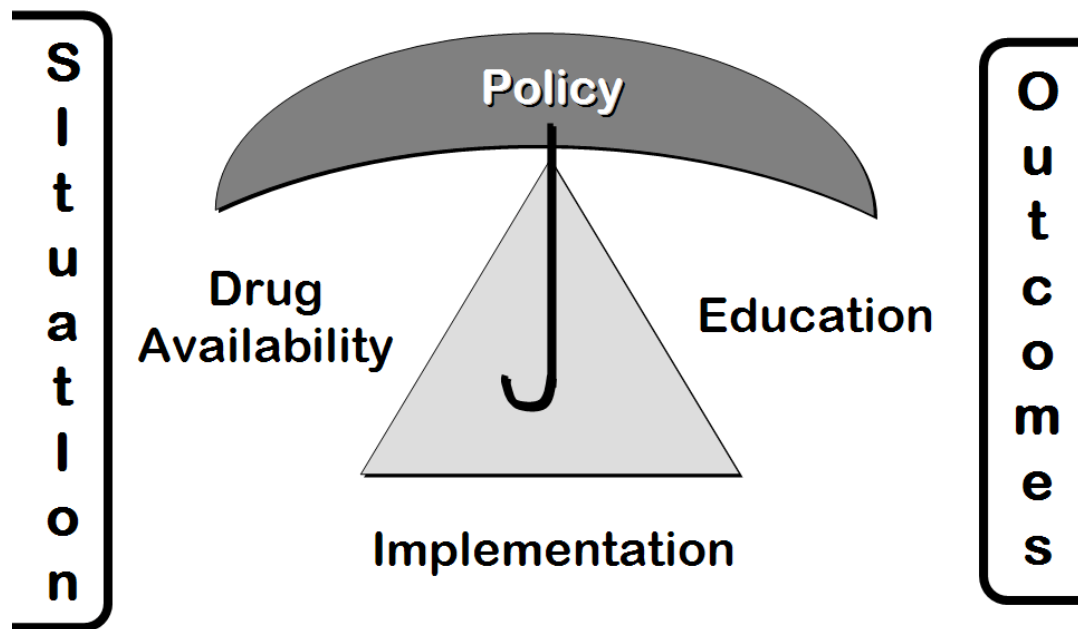 Situation
Policy
Drug
Availability
Education
Implementation
Outcomes